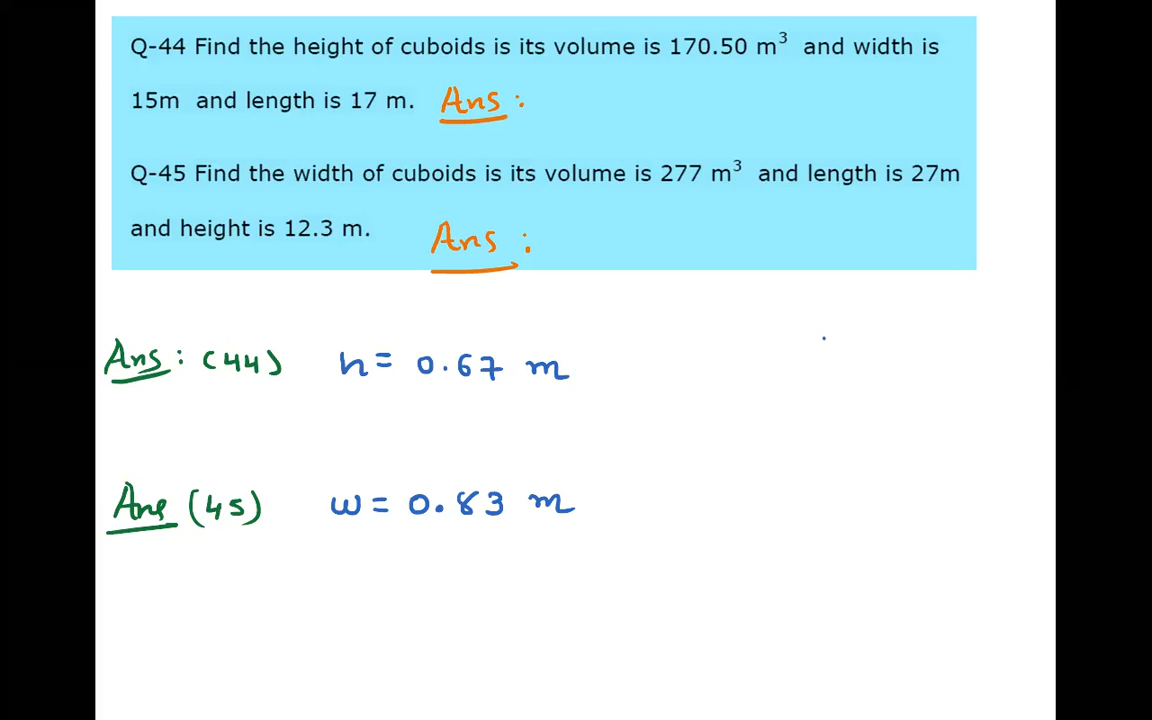 Q-44 Find the height of cuboids is its volume is 170.50 m³ and width is
15m and length is 17 m. Ans :
Q-45 Find the width of cuboids is its volume is 277 m³ and length is 27m
and height is 12.3 m. Ans :
Ans : (44) h = 0.67 m
Ans (45) w = 0.83 m